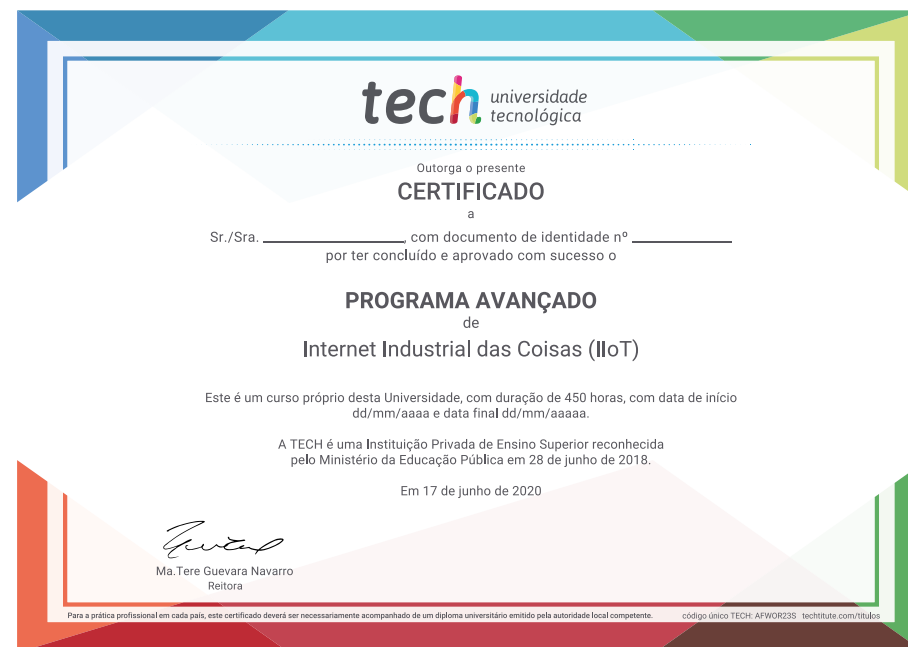 tech universidade
tecnológica
Outorga o presente
CERTIFICADO
a
Sr./Sra. ____________, com documento de identidade nº ____________
por ter concluído e aprovado com sucesso o
PROGRAMA AVANÇADO
de
Internet Industrial das Coisas (IIoT)
Este é um curso próprio desta Universidade, com duração de 450 horas, com data de início
dd/mm/aaaa e data final dd/mm/aaaaa.
A TECH é uma Instituição Privada de Ensino Superior reconhecida
pelo Ministério da Educação Pública em 28 de junho de 2018.
Em 17 de junho de 2020
Ma.Tere Guevara Navarro
Reitora
Para a prática profissional em cada país, este certificado deverá ser necessariamente acompanhado de um diploma universitário emitido pela autoridade local competente. código único TECH: AFWOR23S techtitute.com/titulos